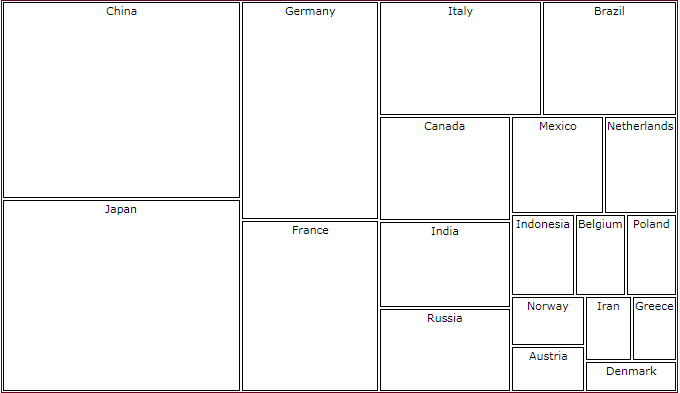 China
Germany
Italy
Brazil
Canada
Mexico
Netherlands
Japan
France
India
Indonesia
Belgium
Poland
Russia
Norway
Iran
Greece
Austria
Denmark